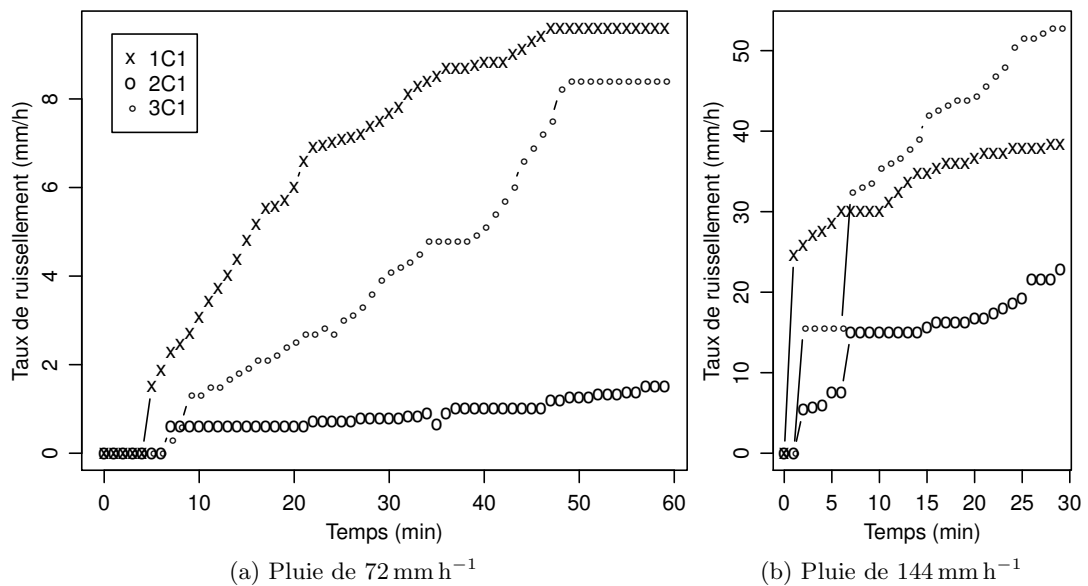 Taux de ruissellement (mm/h)
0 2 4 6 8
x 1C1
o 2C1
○ 3C1
0 10 20 30 40 50 60
Temps (min)
(a) Pluie de 72 mm h⁻¹
Taux de ruissellement (mm/h)
0 10 20 30 40 50
0 5 10 15 20 25 30
Temps (min)
(b) Pluie de 144 mm h⁻¹